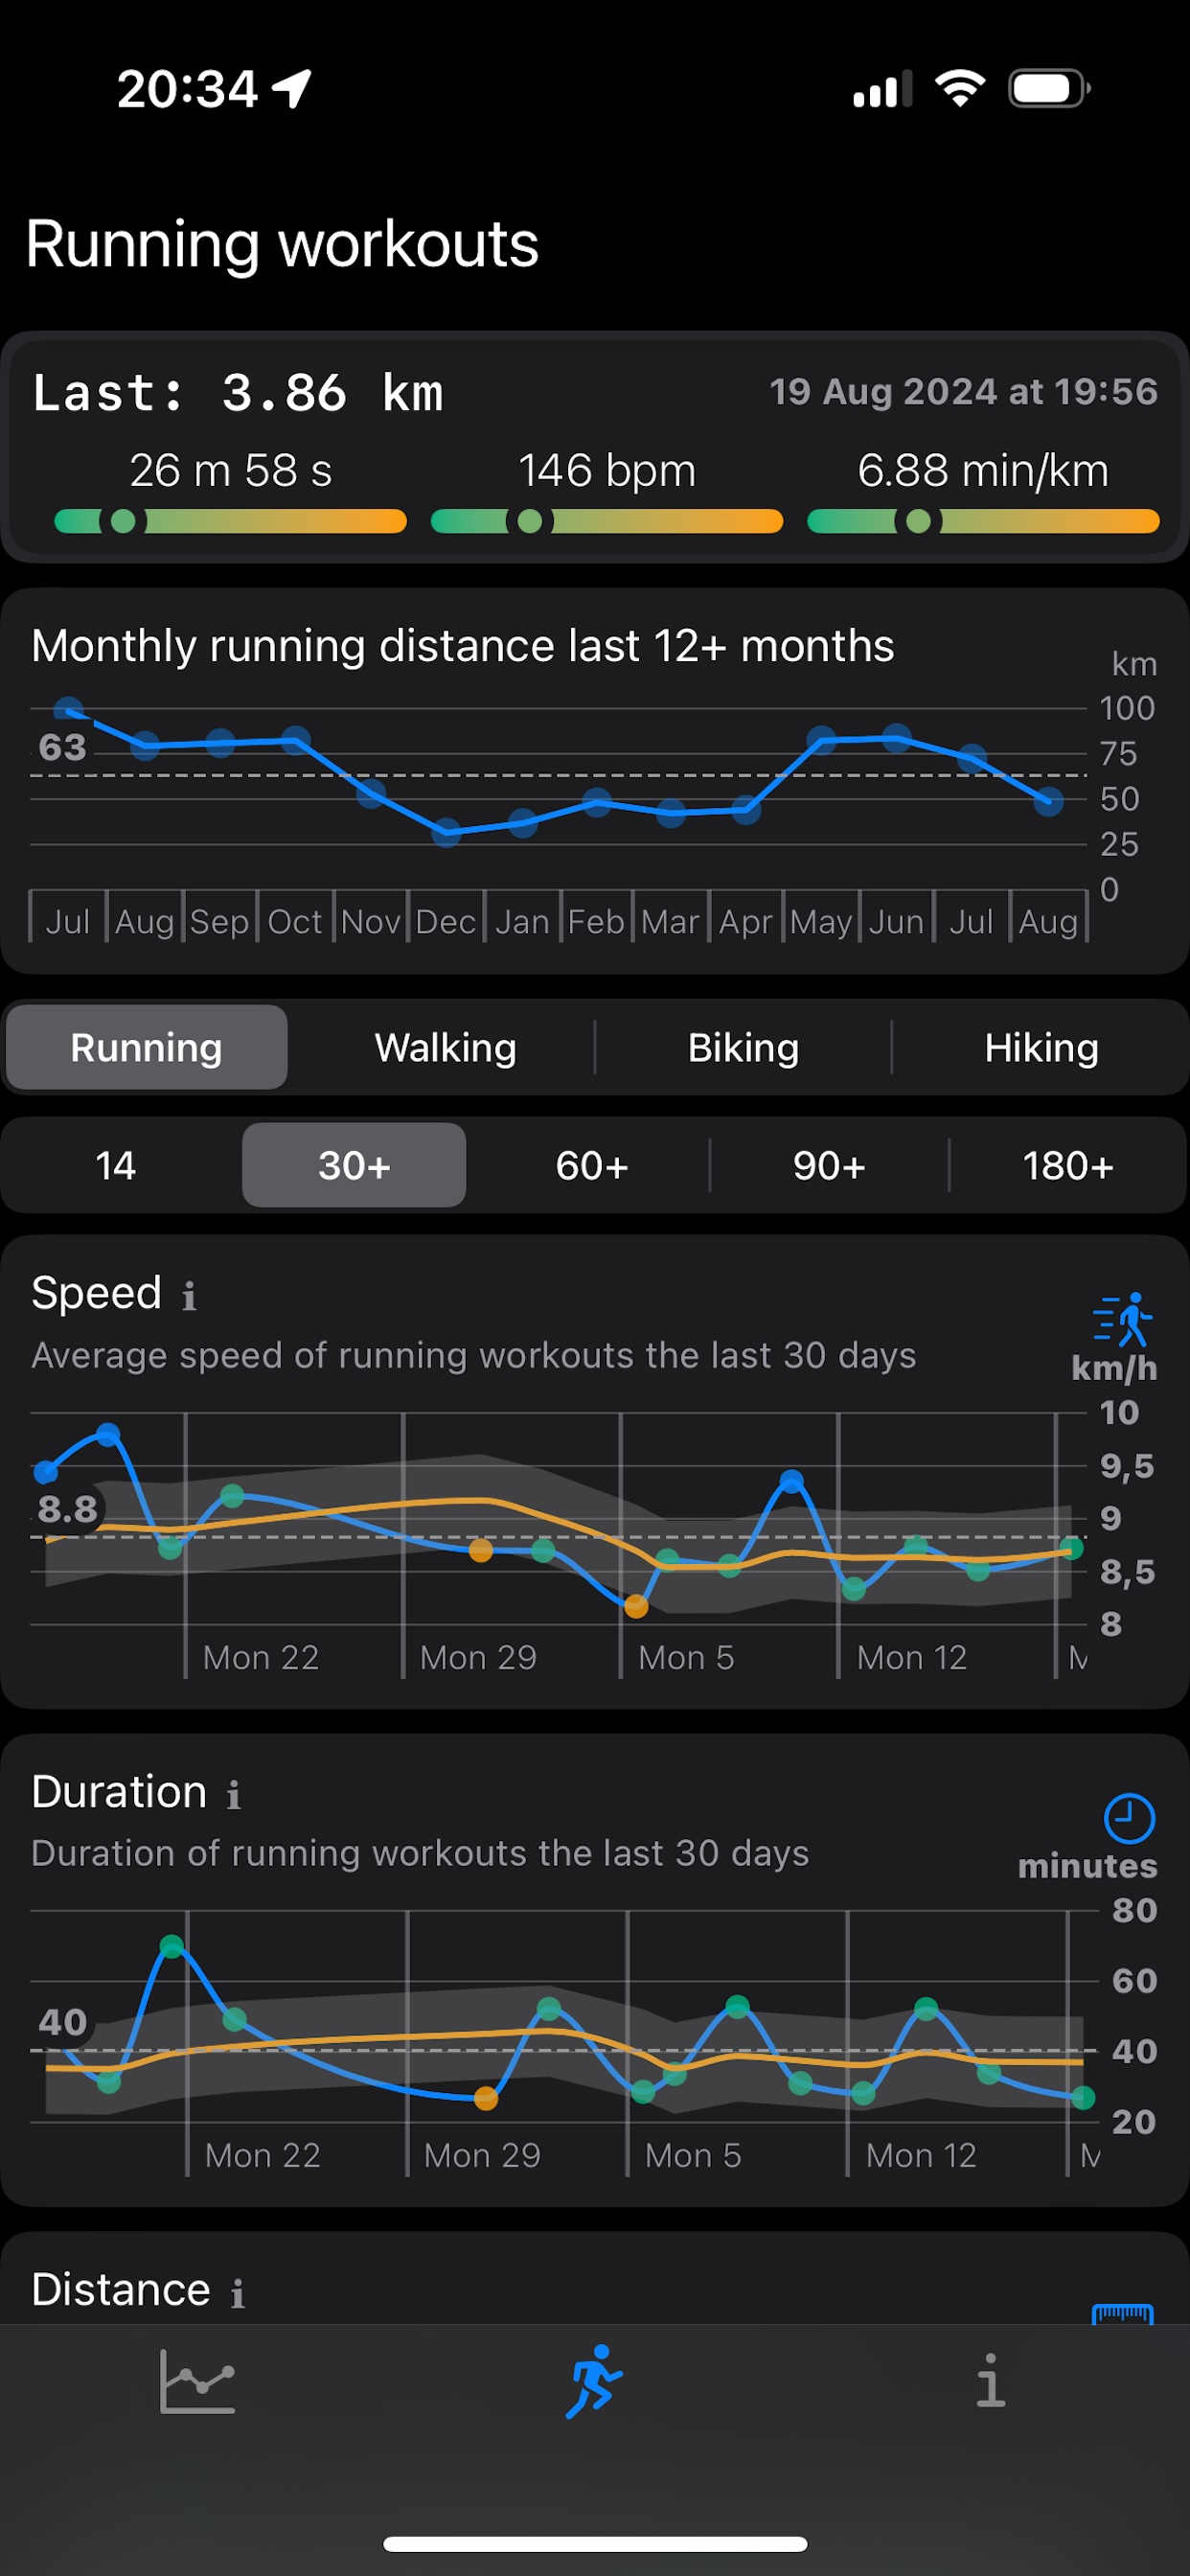 20:34
Running workouts
Last: 3.86 km
19 Aug 2024 at 19:56
26 m 58 s
146 bpm
6.88 min/km
Monthly running distance last 12+ months
km
100
63
75
50
25
0
Jul Aug Sep Oct Nov Dec Jan Feb Mar Apr May Jun Jul Aug
Running Walking Biking Hiking
14 30+ 60+ 90+ 180+
Speed i
Average speed of running workouts the last 30 days
km/h
10
9,5
8.8
9
8,5
8
Mon 22 Mon 29 Mon 5 Mon 12 M
Duration i
Duration of running workouts the last 30 days
minutes
80
60
40
40
20
Mon 22 Mon 29 Mon 5 Mon 12 M
Distance i
i